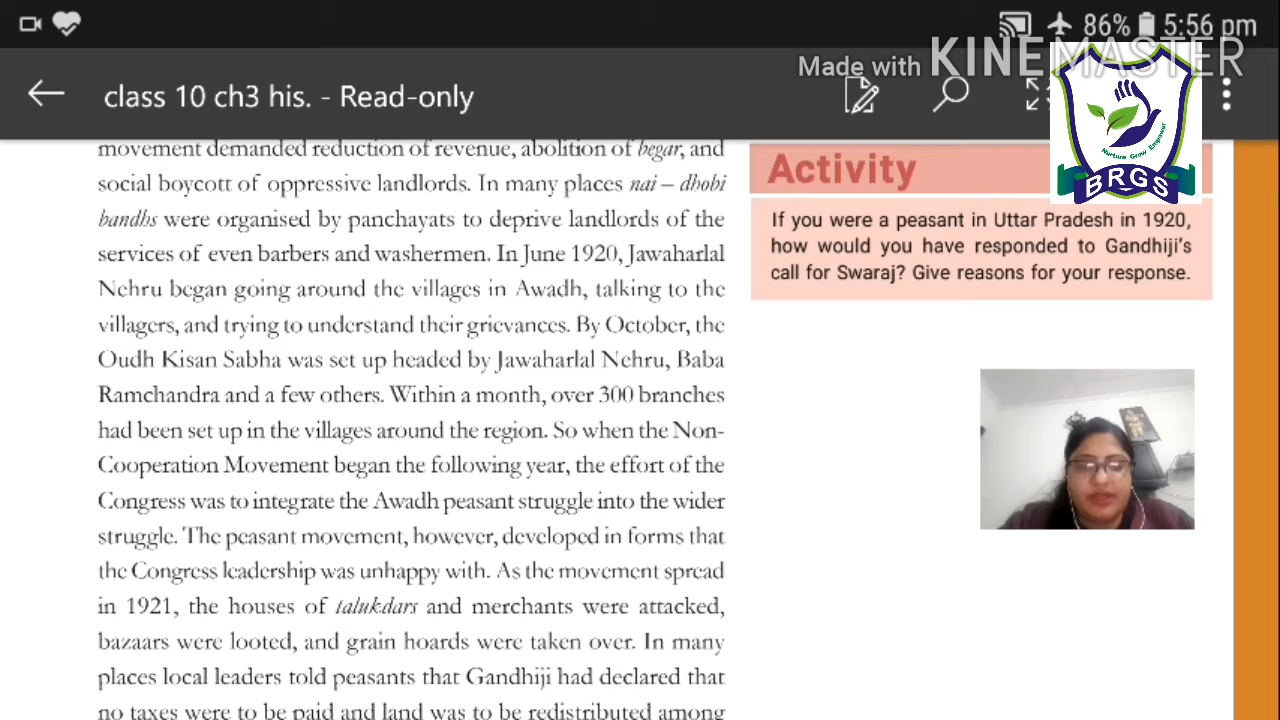 86% 5:56 pm
Made with KINEMASTER
class 10 ch3 his. - Read-only
movement demanded reduction of revenue, abolition of begar, and
social boycott of oppressive landlords. In many places nai – dhobi
bandhs were organised by panchayats to deprive landlords of the
services of even barbers and washermen. In June 1920, Jawaharlal
Nehru began going around the villages in Awadh, talking to the
villagers, and trying to understand their grievances. By October, the
Oudh Kisan Sabha was set up headed by Jawaharlal Nehru, Baba
Ramchandra and a few others. Within a month, over 300 branches
had been set up in the villages around the region. So when the Non-
Cooperation Movement began the following year, the effort of the
Congress was to integrate the Awadh peasant struggle into the wider
struggle. The peasant movement, however, developed in forms that
the Congress leadership was unhappy with. As the movement spread
in 1921, the houses of talukdars and merchants were attacked,
bazaars were looted, and grain hoards were taken over. In many
places local leaders told peasants that Gandhiji had declared that
no taxes were to be paid and land was to be redistributed among
Activity
If you were a peasant in Uttar Pradesh in 1920,
how would you have responded to Gandhiji's
call for Swaraj? Give reasons for your response.
Nurture Grow Empower
BRGS